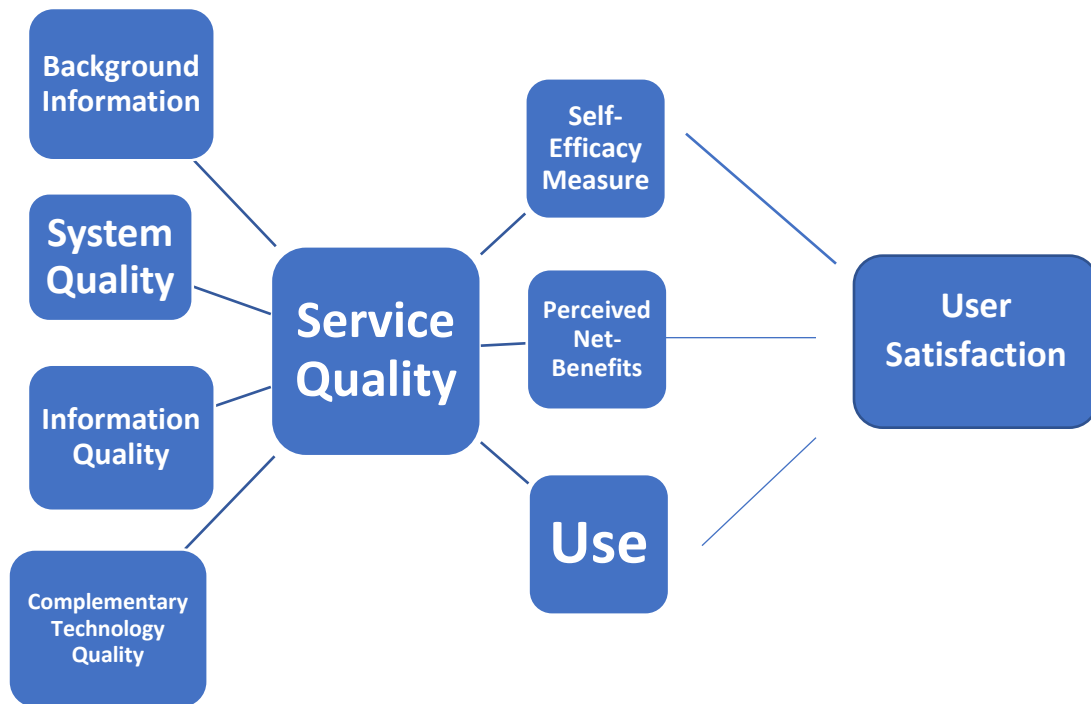 Background
Information
System
Quality
Information
Quality
Complementary
Technology
Quality
Service
Quality
Self-
Efficacy
Measure
Perceived
Net-
Benefits
Use
User
Satisfaction